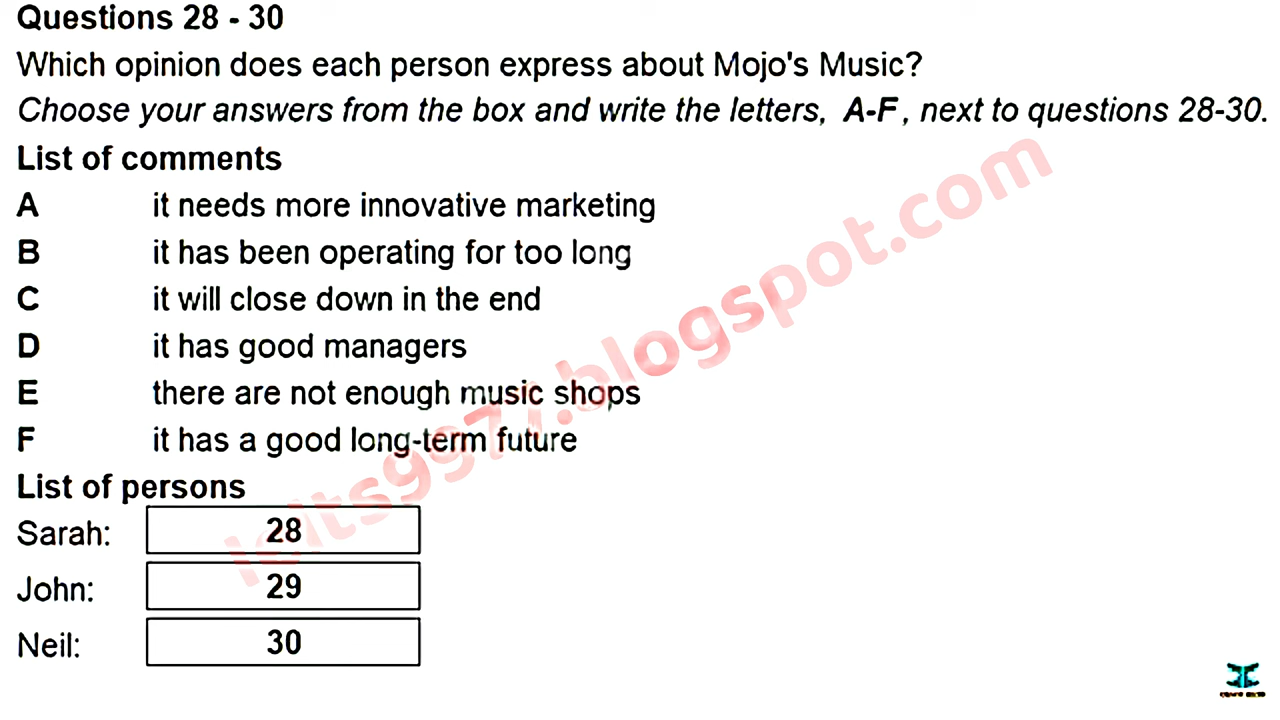 Questions 28 - 30
Which opinion does each person express about Mojo's Music?
Choose your answers from the box and write the letters, A-F, next to questions 28-30.
List of comments
A it needs more innovative marketing
B it has been operating for too long
C it will close down in the end
D it has good managers
E there are not enough music shops
F it has a good long-term future
List of persons
Sarah: 28
John: 29
Neil: 30
ielts9977.blogspot.com